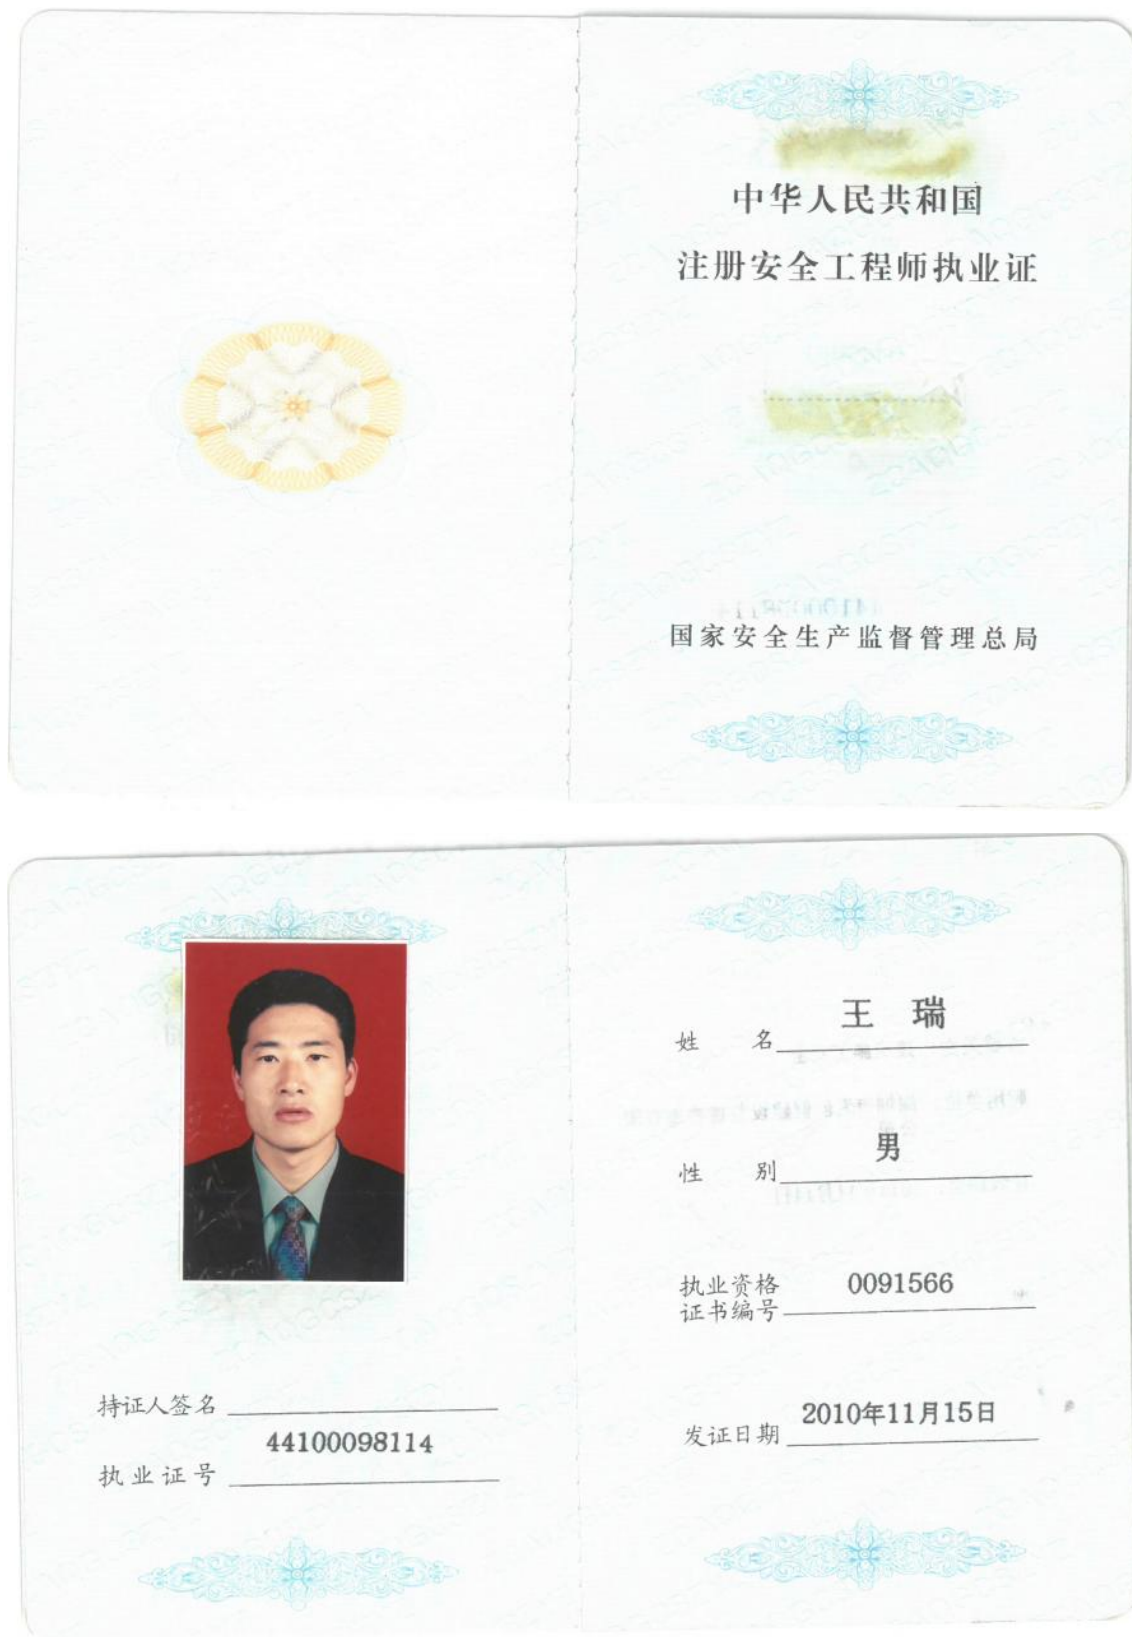 中华人民共和国
注册安全工程师执业证
国家安全生产监督管理总局
持证人签名
44100098114
执业证号
王 瑞
姓 名
男
性 别
执业资格 0091566
证书编号
2010年11月15日
发证日期